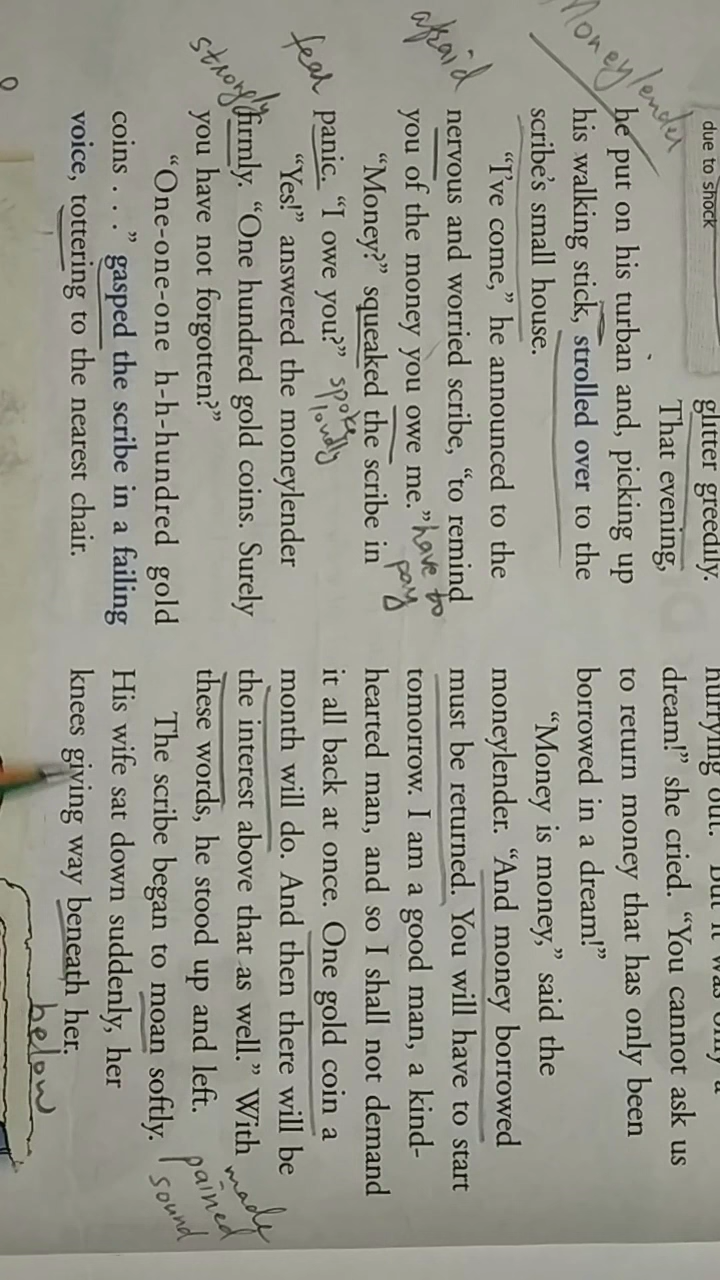 due to shock
glitter greedily.
That evening,
Moneylender
he put on his turban and, picking up
his walking stick, strolled over to the
scribe's small house.
"I've come," he announced to the
afraid
nervous and worried scribe, "to remind
you of the money you owe me."
have to
pay
"Money?" squeaked the scribe in
fear
panic. "I owe you?"
spoke
loudly
"Yes!" answered the moneylender
strongly
firmly. "One hundred gold coins. Surely
you have not forgotten?"
"One-one-one h-h-hundred gold
coins . . ." gasped the scribe in a failing
voice, tottering to the nearest chair.
dream!" she cried. "You cannot ask us
to return money that has only been
borrowed in a dream!"
"Money is money," said the
moneylender. "And money borrowed
must be returned. You will have to start
tomorrow. I am a good man, a kind-
hearted man, and so I shall not demand
it all back at once. One gold coin a
month will do. And then there will be
the interest above that as well." With
these words, he stood up and left.
made
pained
sound
The scribe began to moan softly.
His wife sat down suddenly, her
knees giving way beneath her.
below